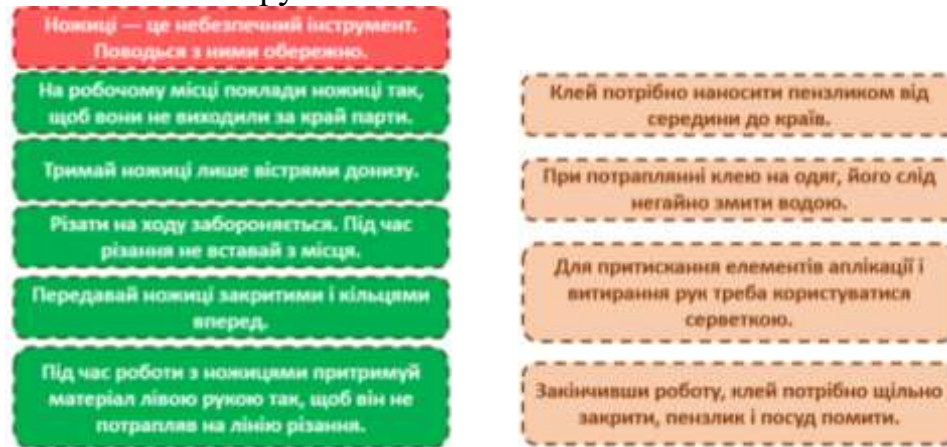 Ножиці — це небезпечний інструмент.
Поводься з ними обережно.
На робочому місці поклади ножиці так,
щоб вони не виходили за край парти.
Тримай ножиці лише вістрями донизу.
Різати на ходу забороняється. Під час
різання не вставай з місця.
Передавай ножиці закритими і кільцями
вперед.
Під час роботи з ножицями притримуй
матеріал лівою рукою так, щоб він не
потрапляв на лінію різання.
Клей потрібно наносити пензликом від
середини до країв.
При потраплянні клею на одяг, його слід
негайно змити водою.
Для притискання елементів аплікації і
витирання рук треба користуватися
серветкою.
Закінчивши роботу, клей потрібно щільно
закрити, пензлик і посуд помити.